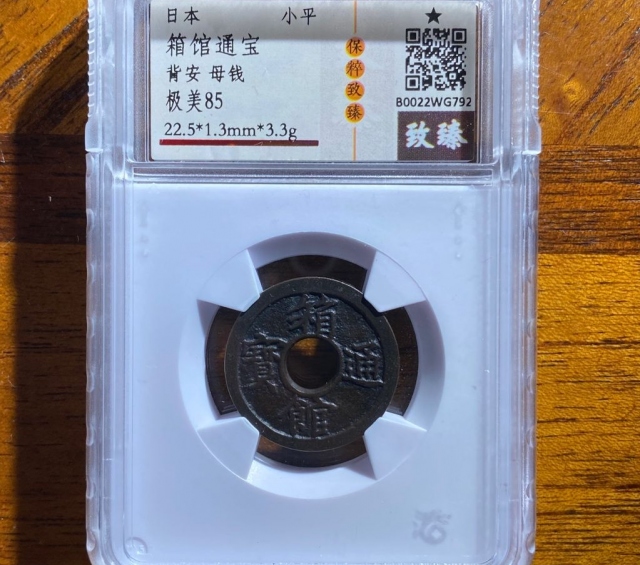 日本 小平
箱馆通宝
背安 母钱
极美85
22.5*1.3mm*3.3g
保粹致臻
B0022WG792
致臻
箱
館
通
寳